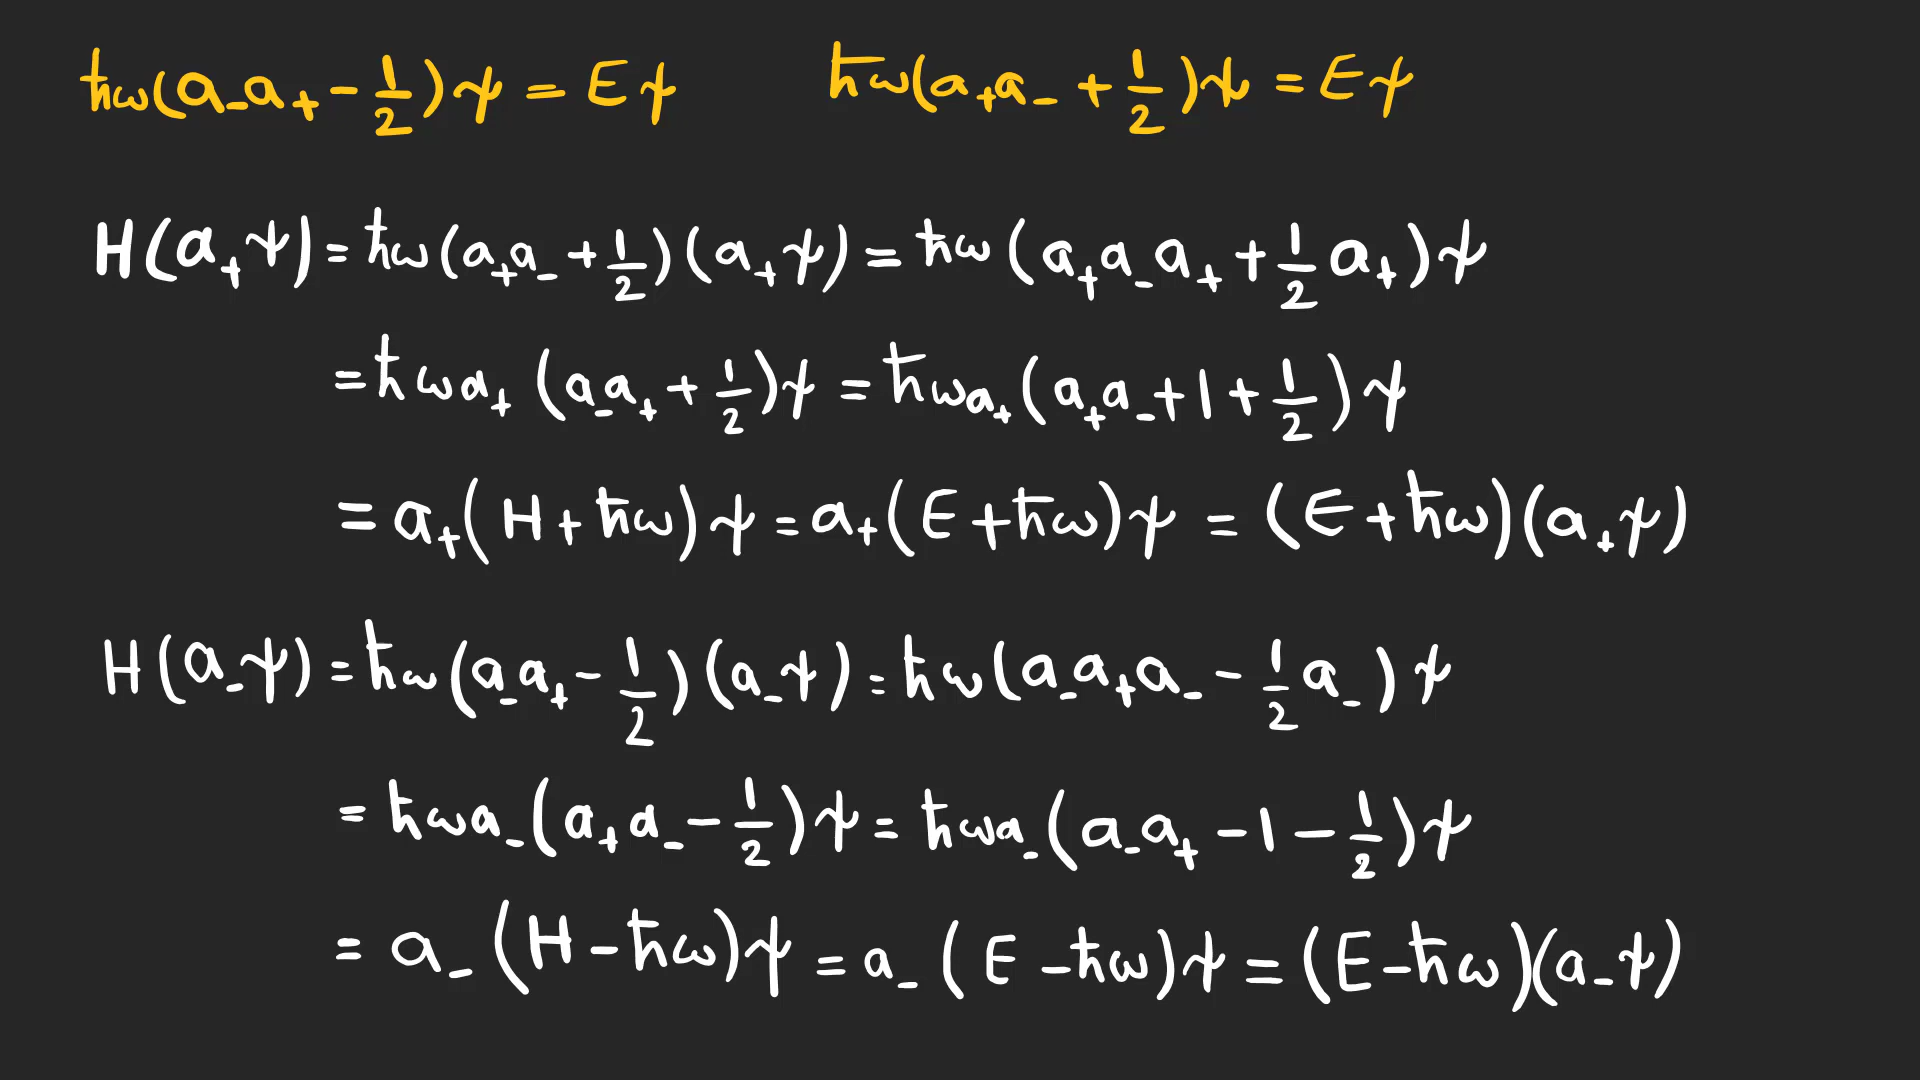 ħω(a₋a₊ − 1/2)ψ = Eψ    ħω(a₊a₋ + 1/2)ψ = Eψ
H(a₊ψ) = ħω(a₊a₋ + 1/2)(a₊ψ) = ħω(a₊a₋a₊ + 1/2 a₊)ψ
= ħωa₊(a₋a₊ + 1/2)ψ = ħωa₊(a₊a₋ + 1 + 1/2)ψ
= a₊(H + ħω)ψ = a₊(E + ħω)ψ = (E + ħω)(a₊ψ)
H(a₋ψ) = ħω(a₋a₊ − 1/2)(a₋ψ) = ħω(a₋a₊a₋ − 1/2 a₋)ψ
= ħωa₋(a₊a₋ − 1/2)ψ = ħωa₋(a₋a₊ − 1 − 1/2)ψ
= a₋(H − ħω)ψ = a₋(E − ħω)ψ = (E − ħω)(a₋ψ)